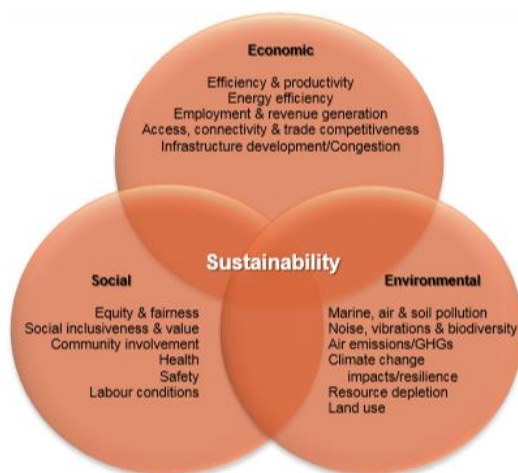 Economic
Efficiency & productivity
Energy efficiency
Employment & revenue generation
Access, connectivity & trade competitiveness
Infrastructure development/Congestion
Sustainability
Social
Equity & fairness
Social inclusiveness & value
Community involvement
Health
Safety
Labour conditions
Environmental
Marine, air & soil pollution
Noise, vibrations & biodiversity
Air emissions/GHGs
Climate change
impacts/resilience
Resource depletion
Land use